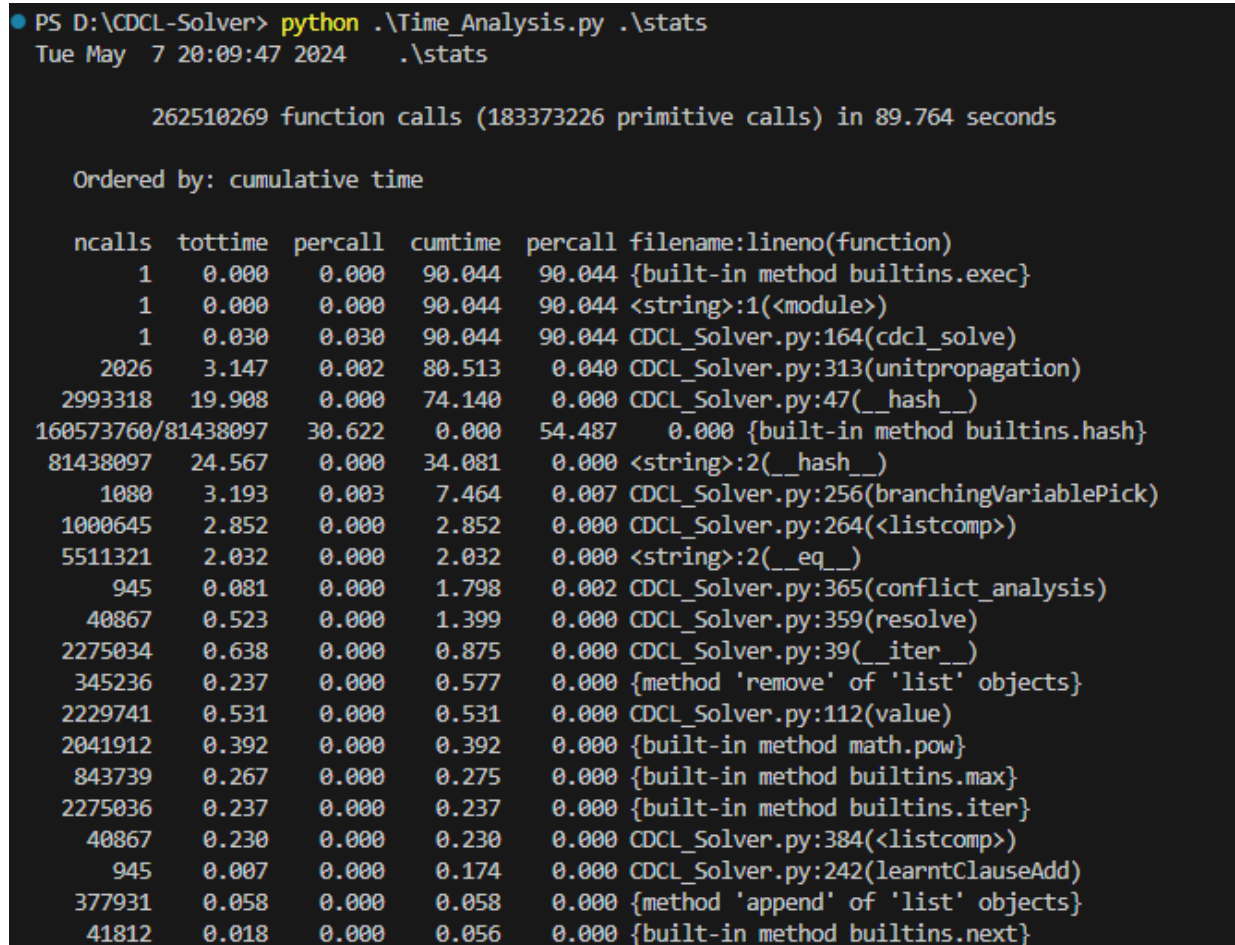 PS D:\CDCL-Solver> python .\Time_Analysis.py .\stats
Tue May  7 20:09:47 2024    .\stats
262510269 function calls (183373226 primitive calls) in 89.764 seconds
Ordered by: cumulative time
ncalls  tottime  percall  cumtime  percall filename:lineno(function)
1    0.000    0.000   90.044   90.044 {built-in method builtins.exec}
1    0.000    0.000   90.044   90.044 <string>:1(<module>)
1    0.030    0.030   90.044   90.044 CDCL_Solver.py:164(cdcl_solve)
2026    3.147    0.002   80.513    0.040 CDCL_Solver.py:313(unitpropagation)
2993318   19.908    0.000   74.140    0.000 CDCL_Solver.py:47(__hash__)
160573760/81438097   30.622    0.000   54.487    0.000 {built-in method builtins.hash}
81438097   24.567    0.000   34.081    0.000 <string>:2(__hash__)
1080    3.193    0.003    7.464    0.007 CDCL_Solver.py:256(branchingVariablePick)
1000645    2.852    0.000    2.852    0.000 CDCL_Solver.py:264(<listcomp>)
5511321    2.032    0.000    2.032    0.000 <string>:2(__eq__)
945    0.081    0.000    1.798    0.002 CDCL_Solver.py:365(conflict_analysis)
40867    0.523    0.000    1.399    0.000 CDCL_Solver.py:359(resolve)
2275034    0.638    0.000    0.875    0.000 CDCL_Solver.py:39(__iter__)
345236    0.237    0.000    0.577    0.000 {method 'remove' of 'list' objects}
2229741    0.531    0.000    0.531    0.000 CDCL_Solver.py:112(value)
2041912    0.392    0.000    0.392    0.000 {built-in method math.pow}
843739    0.267    0.000    0.275    0.000 {built-in method builtins.max}
2275036    0.237    0.000    0.237    0.000 {built-in method builtins.iter}
40867    0.230    0.000    0.230    0.000 CDCL_Solver.py:384(<listcomp>)
945    0.007    0.000    0.174    0.000 CDCL_Solver.py:242(learntClauseAdd)
377931    0.058    0.000    0.058    0.000 {method 'append' of 'list' objects}
41812    0.018    0.000    0.056    0.000 {built-in method builtins.next}